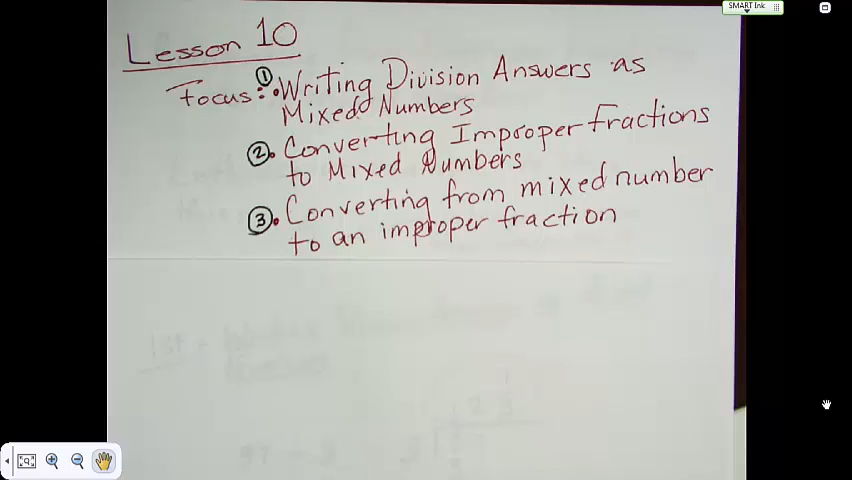 SMART Ink
Lesson 10
Focus: ① • Writing Division Answers as
Mixed Numbers
②. Converting Improper fractions
to Mixed Numbers
③. Converting from mixed number
to an improper fraction